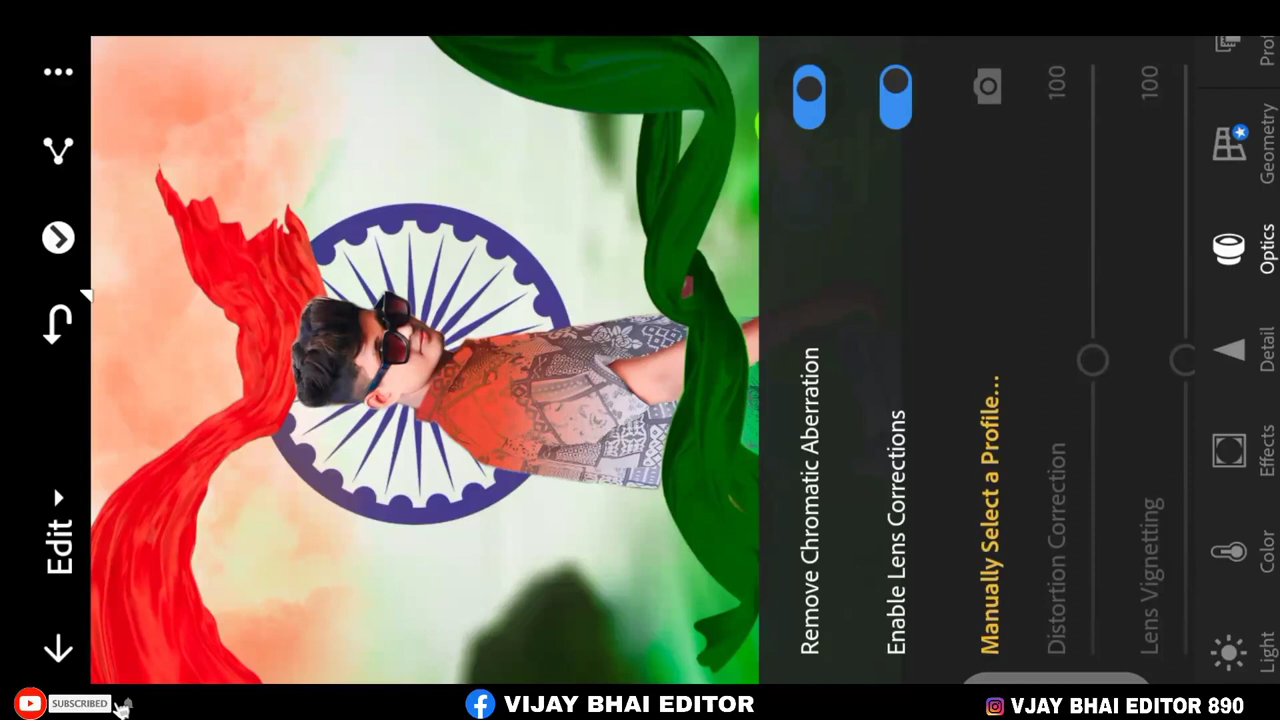 Edit
Remove Chromatic Aberration
Enable Lens Corrections
Manually Select a Profile...
Distortion Correction 100
Lens Vignetting 100
Light
Color
Effects
Detail
Optics
Geometry
Prof
SUBSCRIBED
VIJAY BHAI EDITOR
VJAY BHAI EDITOR 890